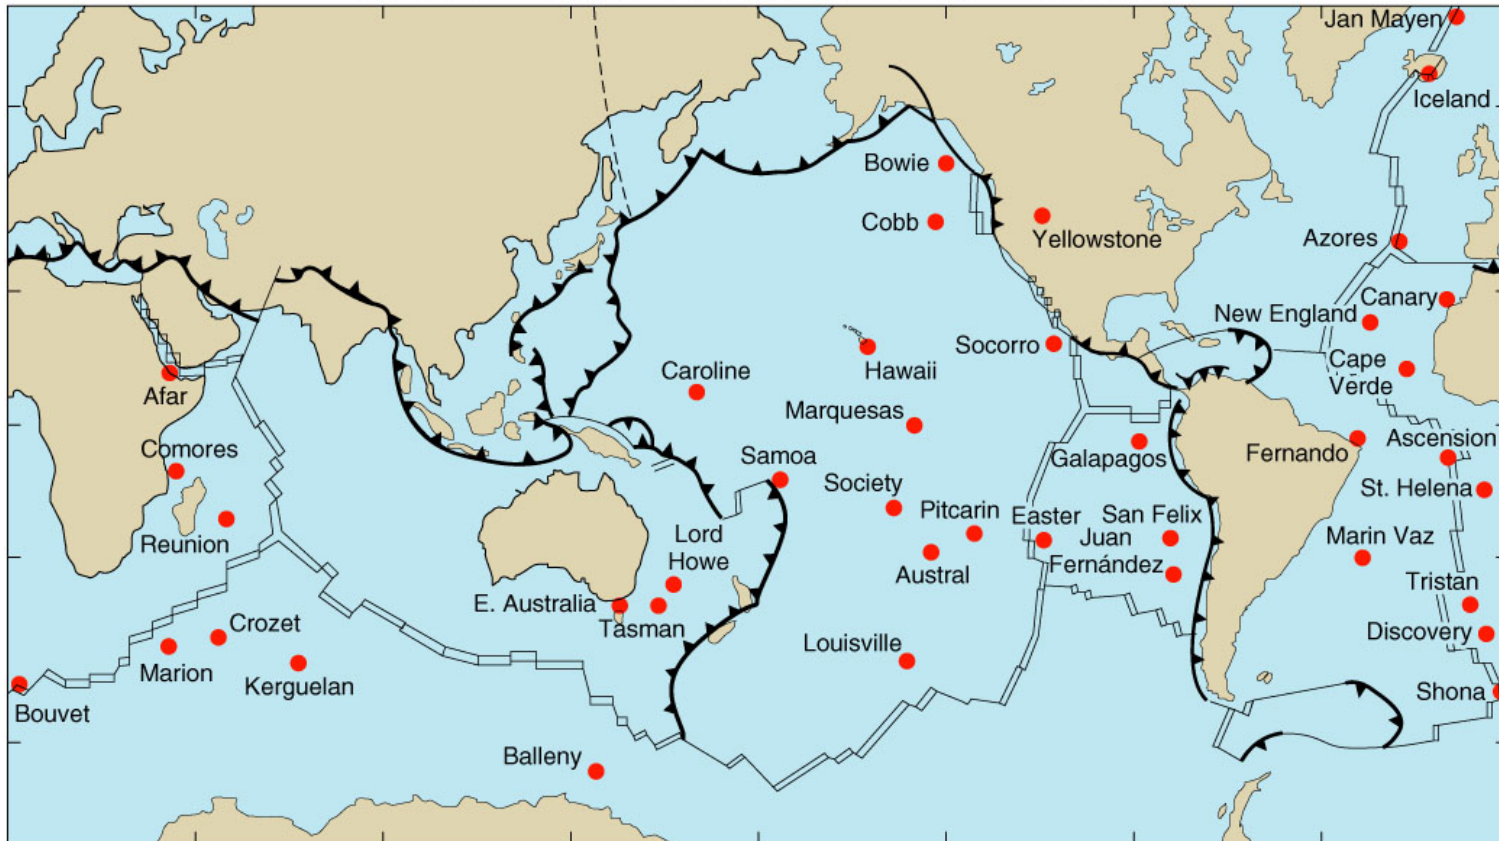 Jan Mayen
Iceland
Bowie
Cobb
Yellowstone
Azores
Canary
New England
Socorro
Hawaii
Caroline
Cape
Verde
Afar
Marquesas
Comores
Samoa
Galapagos
Fernando
Ascension
Society
St. Helena
Pitcarin
Easter
San Felix
Reunion
Lord
Howe
Juan
Fernández
Marin Vaz
Austral
E. Australia
Tasman
Tristan
Crozet
Discovery
Louisville
Marion
Kerguelan
Shona
Bouvet
Balleny